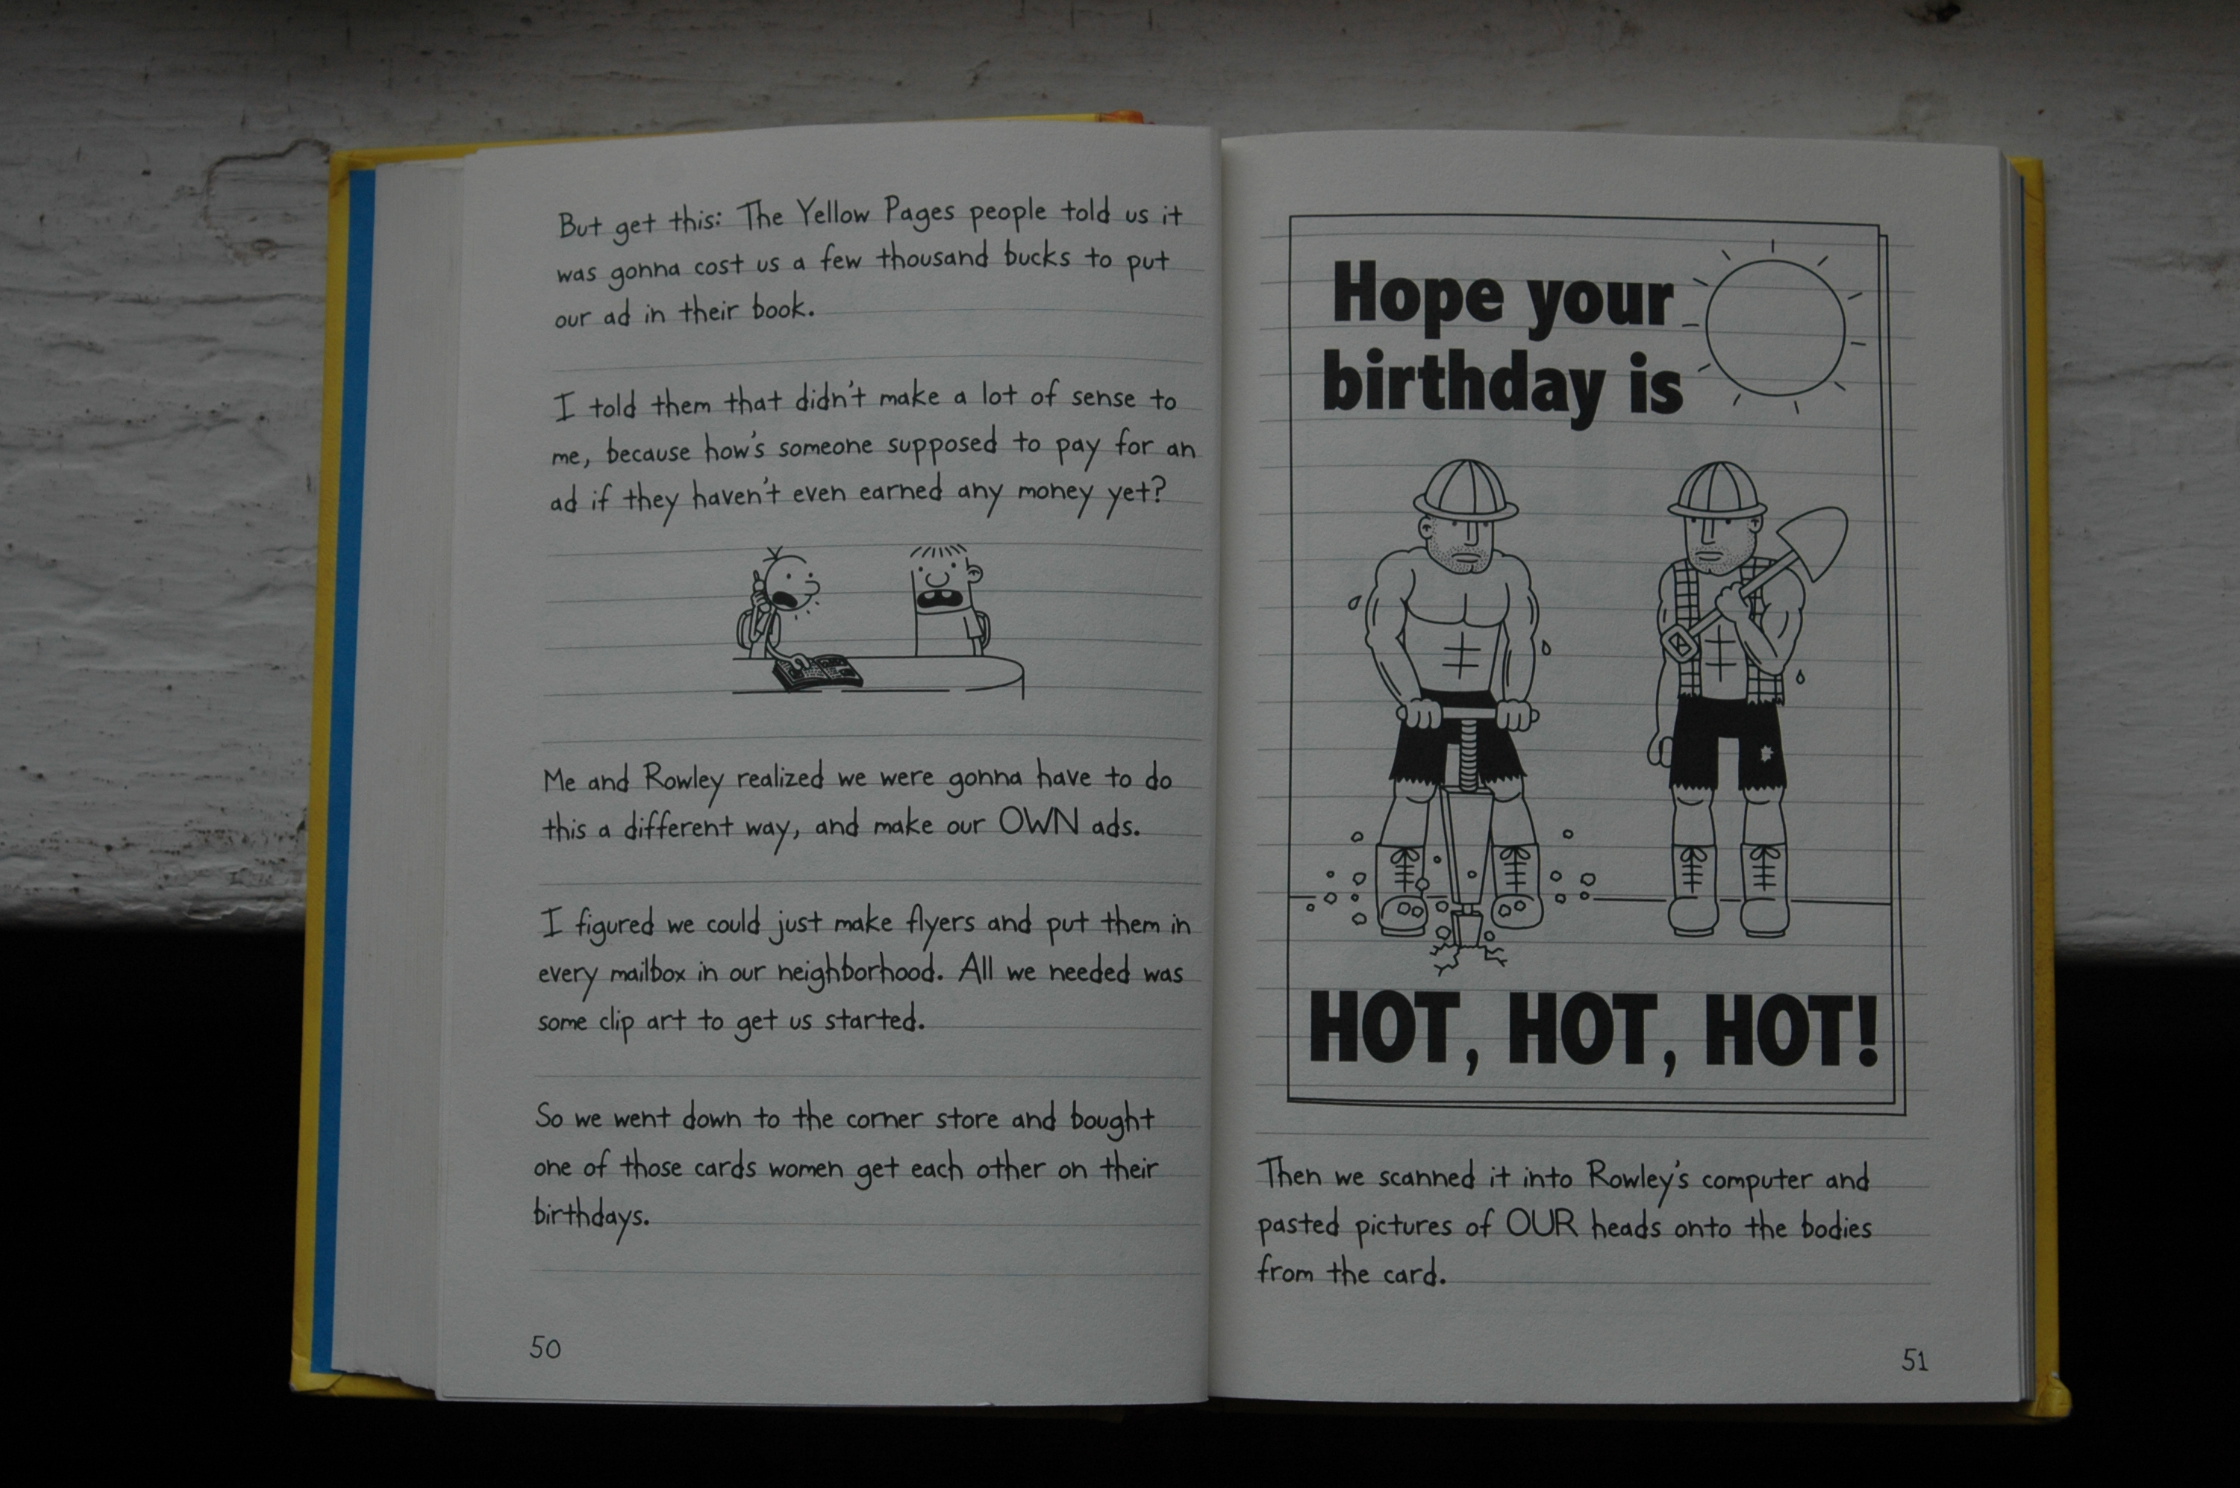 But get this: The Yellow Pages people told us it
was gonna cost us a few thousand bucks to put
our ad in their book.
I told them that didn't make a lot of sense to
me, because how's someone supposed to pay for an
ad if they haven't even earned any money yet?
Me and Rowley realized we were gonna have to do
this a different way, and make our OWN ads.
I figured we could just make flyers and put them in
every mailbox in our neighborhood. All we needed was
some clip art to get us started.
So we went down to the corner store and bought
one of those cards women get each other on their
birthdays.
50
Hope your
birthday is
HOT, HOT, HOT!
Then we scanned it into Rowley's computer and
pasted pictures of OUR heads onto the bodies
from the card.
51